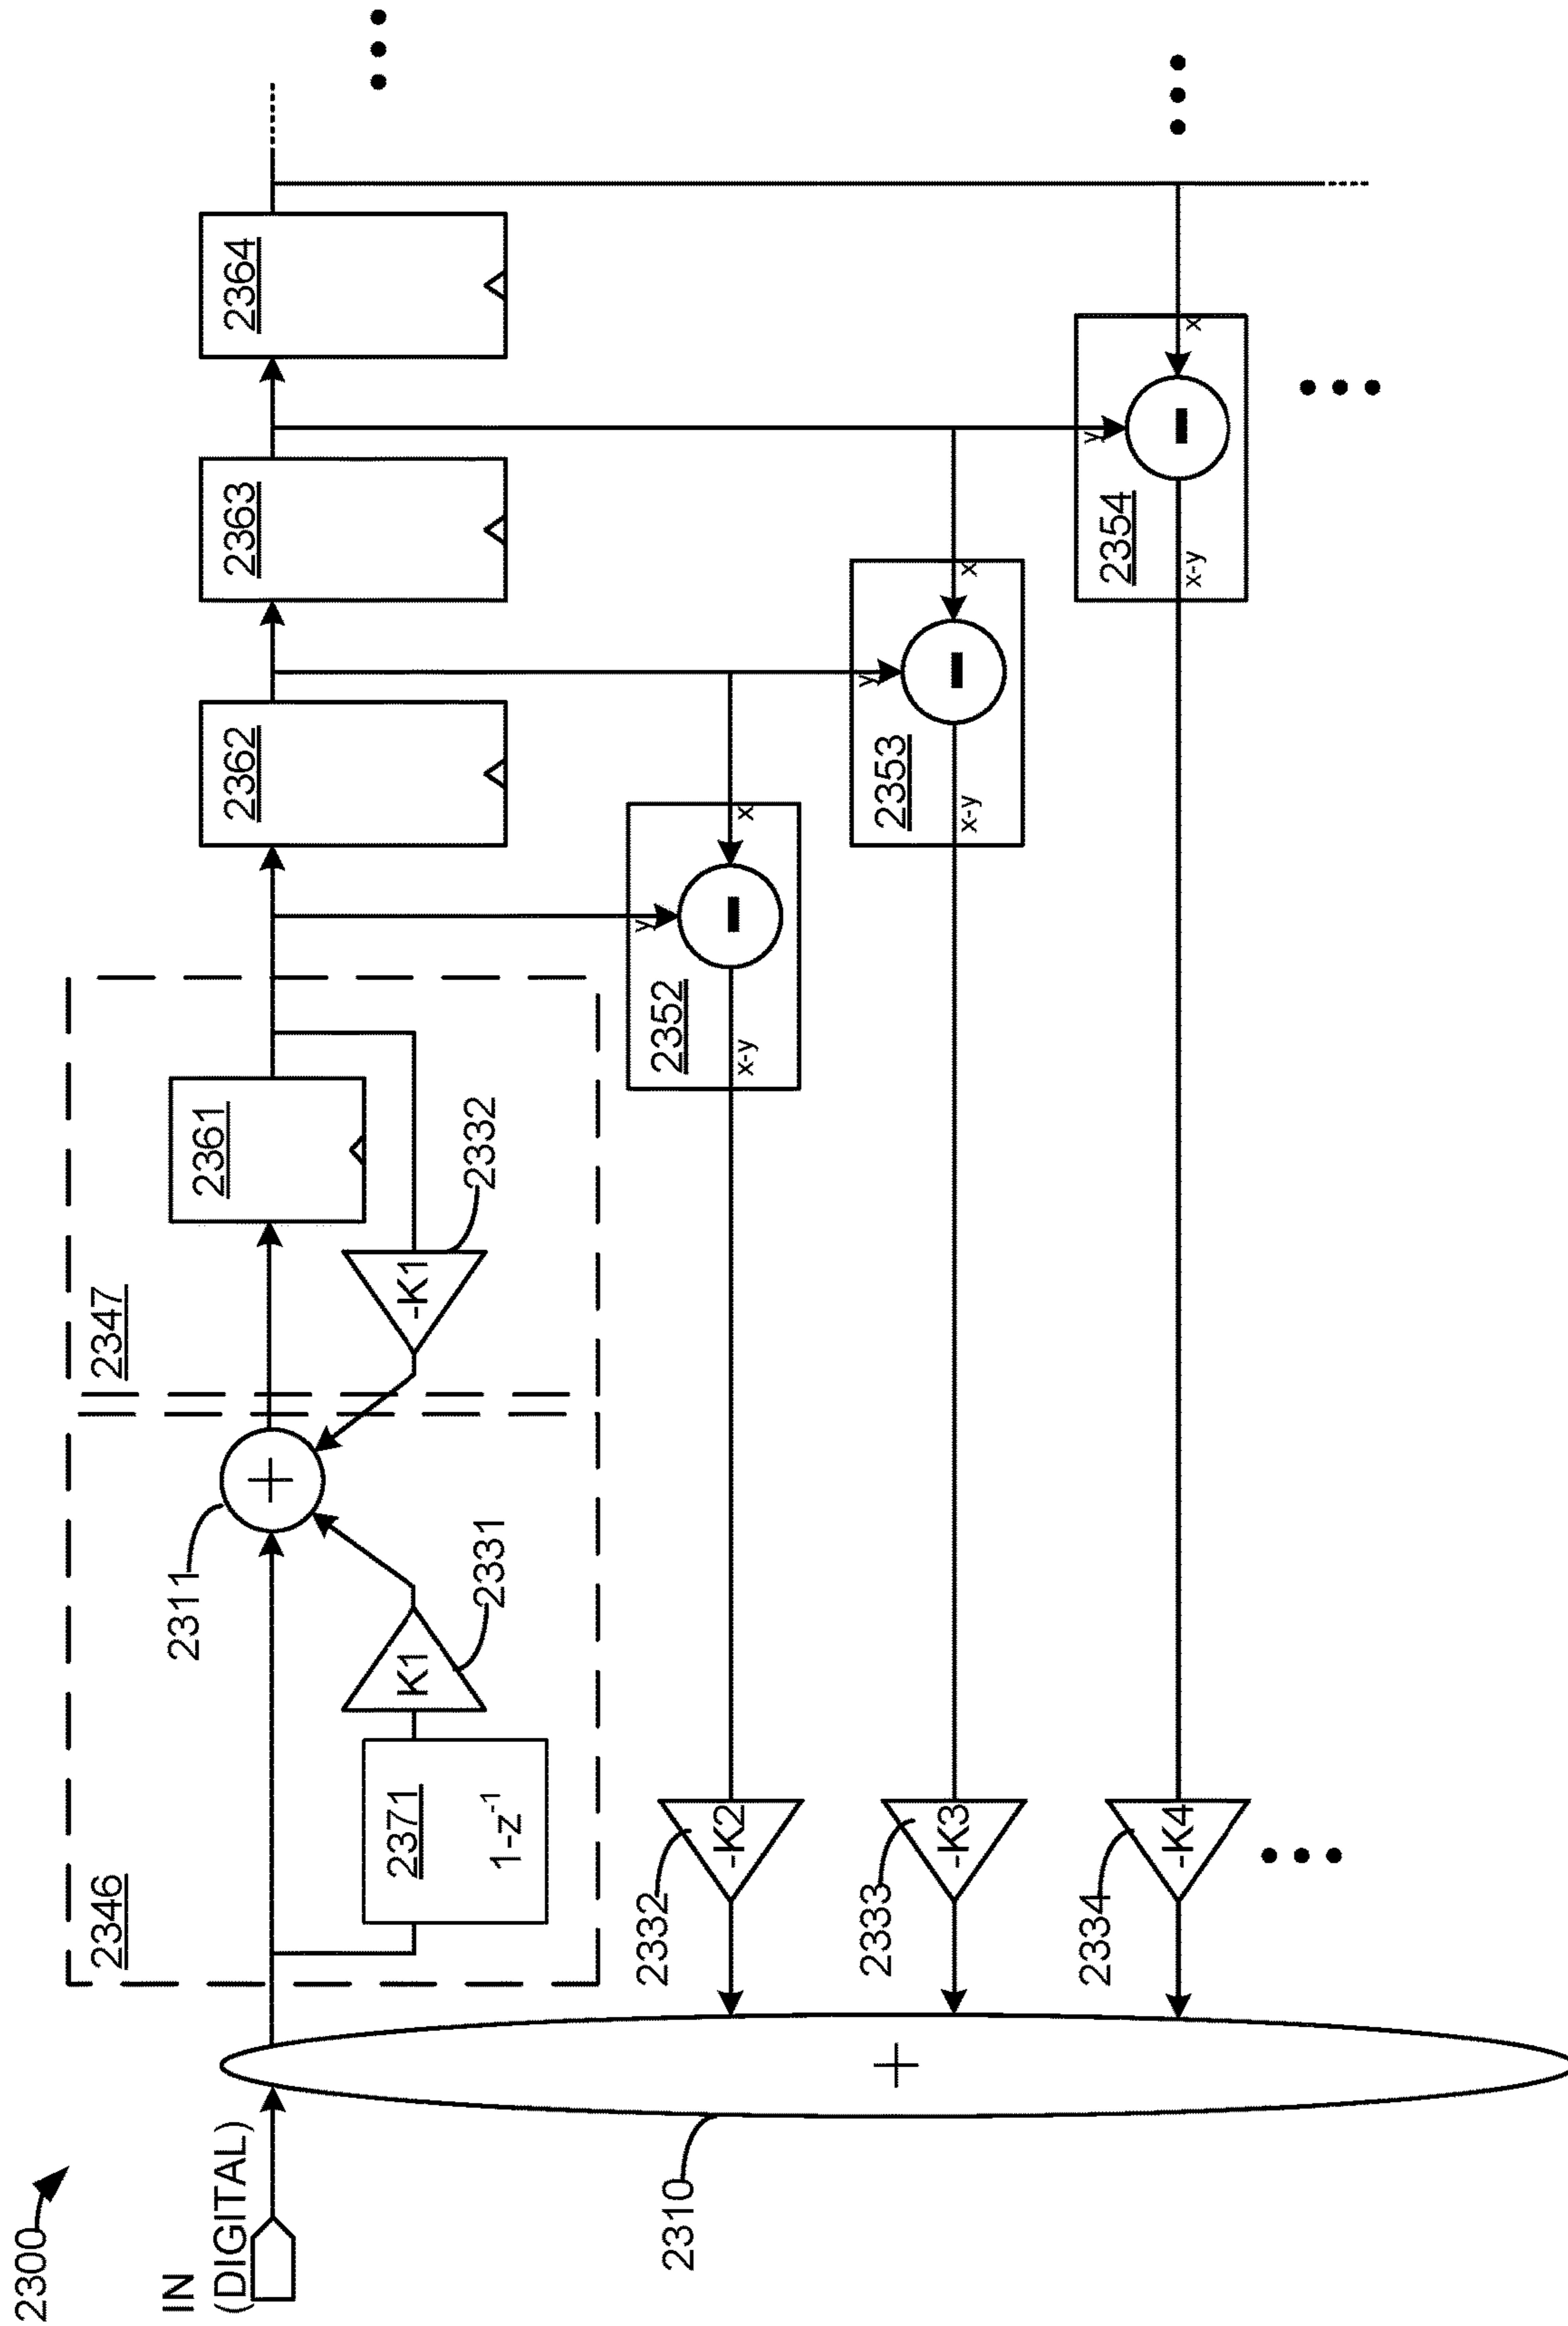 2300
IN
(DIGITAL)
2310
2346
2371
1-z⁻¹
K1
2331
2311
2347
2361
-K1
2332
2362
2363
2364
2332
-K2
x-y
2352
y
x
2333
-K3
x-y
2353
y
x
2334
-K4
x-y
2354
y
x
+
+
-
-
-